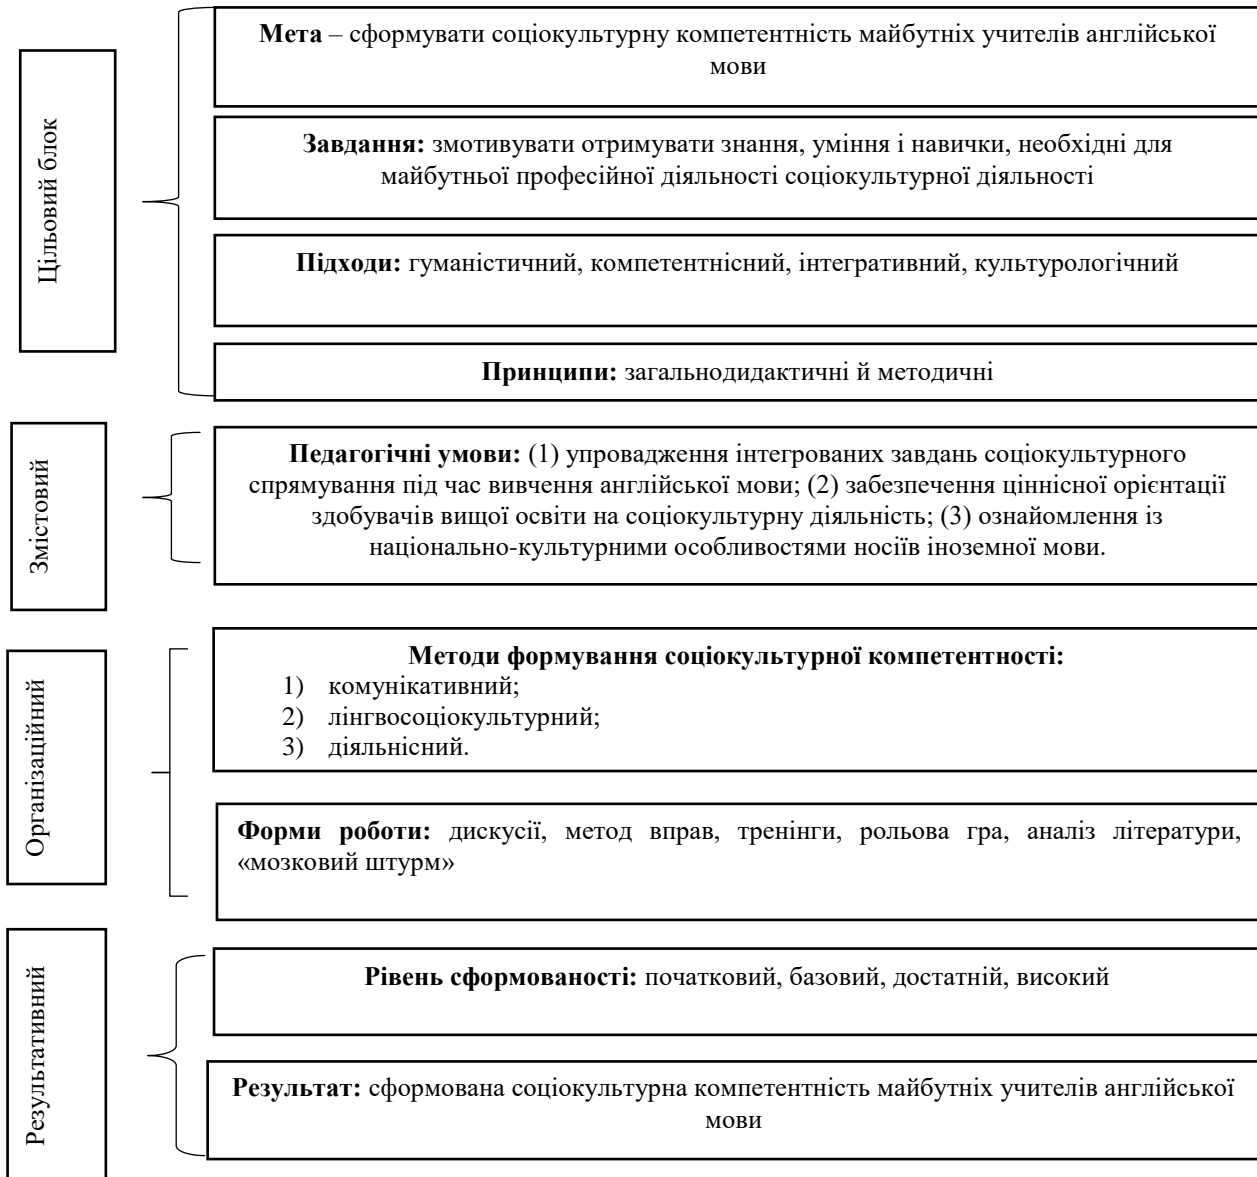 Цільовий блок
Мета – сформувати соціокультурну компетентність майбутніх учителів англійської
мови
Завдання: змотивувати отримувати знання, уміння і навички, необхідні для
майбутньої професійної діяльності соціокультурної діяльності
Підходи: гуманістичний, компетентнісний, інтегративний, культурологічний
Принципи: загальнодидактичні й методичні
Змістовий
Педагогічні умови: (1) упровадження інтегрованих завдань соціокультурного
спрямування під час вивчення англійської мови; (2) забезпечення ціннісної орієнтації
здобувачів вищої освіти на соціокультурну діяльність; (3) ознайомлення із
національно-культурними особливостями носіїв іноземної мови.
Організаційний
Методи формування соціокультурної компетентності:
1) комунікативний;
2) лінгвосоціокультурний;
3) діяльнісний.
Форми роботи: дискусії, метод вправ, тренінги, рольова гра, аналіз літератури,
«мозковий штурм»
Результативний
Рівень сформованості: початковий, базовий, достатній, високий
Результат: сформована соціокультурна компетентність майбутніх учителів англійської
мови